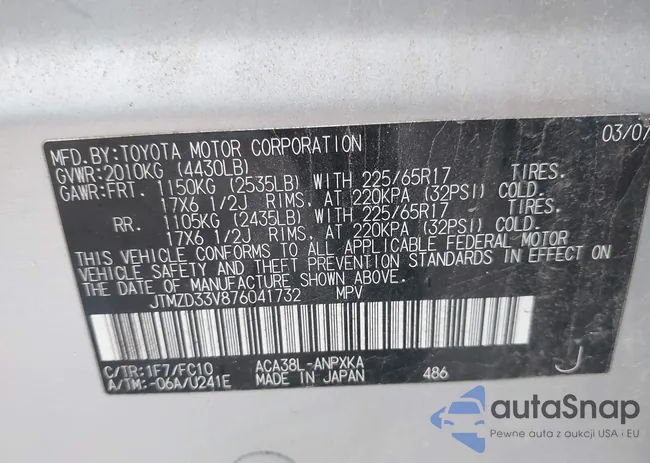 MFD.BY:TOYOTA MOTOR CORPORATION 03/07
GVWR:2010KG (4430LB)
GAWR:FRT. 1150KG (2535LB) WITH 225/65R17 TIRES.
17X6 1/2J RIMS. AT 220KPA (32PSI) COLD.
RR. 1105KG (2435LB) WITH 225/65R17 TIRES.
17X6 1/2J RIMS. AT 220KPA (32PSI) COLD.
THIS VEHICLE CONFORMS TO ALL APPLICABLE FEDERAL MOTOR
VEHICLE SAFETY AND THEFT PREVENTION STANDARDS IN EFFECT ON
THE DATE OF MANUFACTURE SHOWN ABOVE.
JTMZD33V876041732 MPV
C/TR:1F7/FC10 ACA38L-ANPXKA J
A/TM:-06A/U241E MADE IN JAPAN 486
autaSnap
Pewne auta z aukcji USA i EU